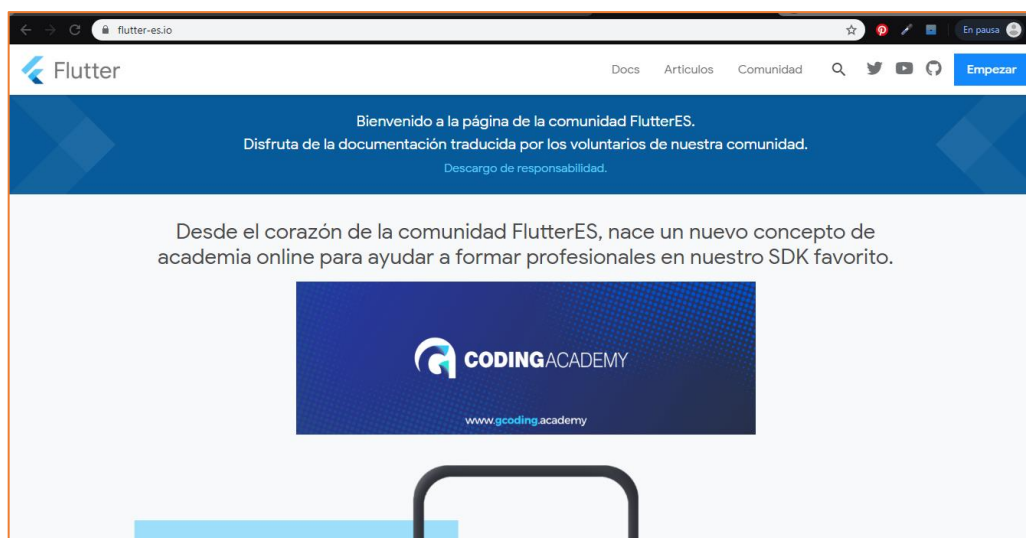 flutter-es.io
En pausa
Flutter
Docs Artículos Comunidad Empezar
Bienvenido a la página de la comunidad FlutterES.
Disfruta de la documentación traducida por los voluntarios de nuestra comunidad.
Descargo de responsabilidad.
Desde el corazón de la comunidad FlutterES, nace un nuevo concepto de
academia online para ayudar a formar profesionales en nuestro SDK favorito.
CODINGACADEMY
www.gcoding.academy